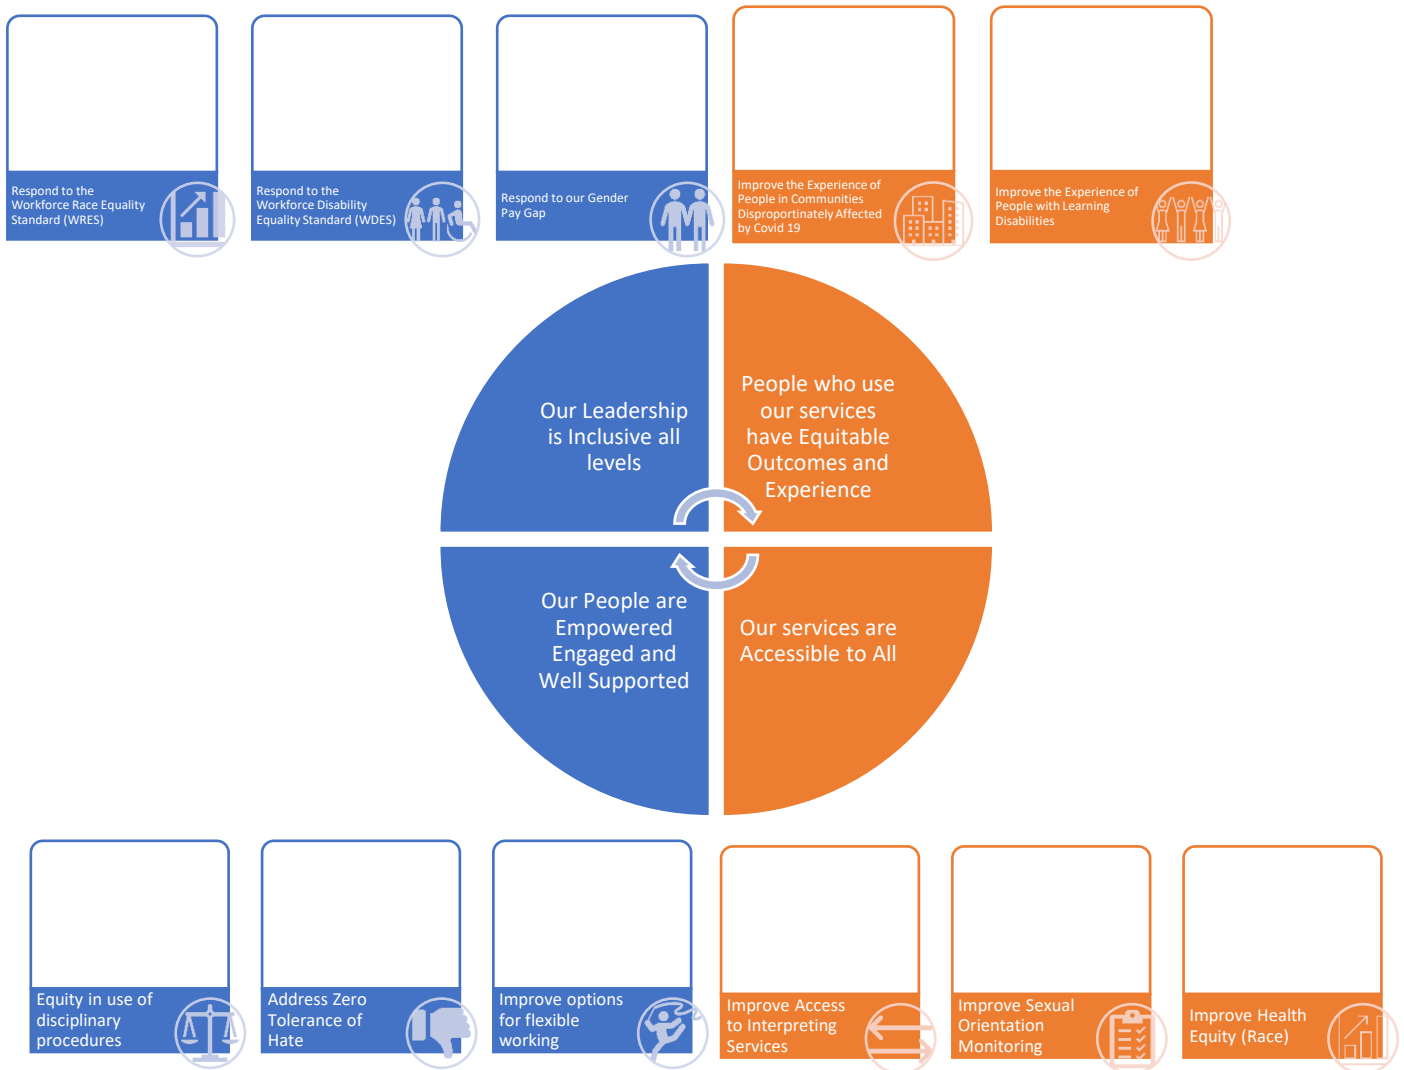 Respond to the
Workforce Race Equality
Standard (WRES)
Respond to the
Workforce Disability
Equality Standard (WDES)
Respond to our Gender
Pay Gap
Improve the Experience of
People in Communities
Disproportinately Affected
by Covid 19
Improve the Experience of
People with Learning
Disabilities
Our Leadership
is Inclusive all
levels
People who use
our services
have Equitable
Outcomes and
Experience
Our People are
Empowered
Engaged and
Well Supported
Our services are
Accessible to All
Equity in use of
disciplinary
procedures
Address Zero
Tolerance of
Hate
Improve options
for flexible
working
Improve Access
to Interpreting
Services
Improve Sexual
Orientation
Monitoring
Improve Health
Equity (Race)